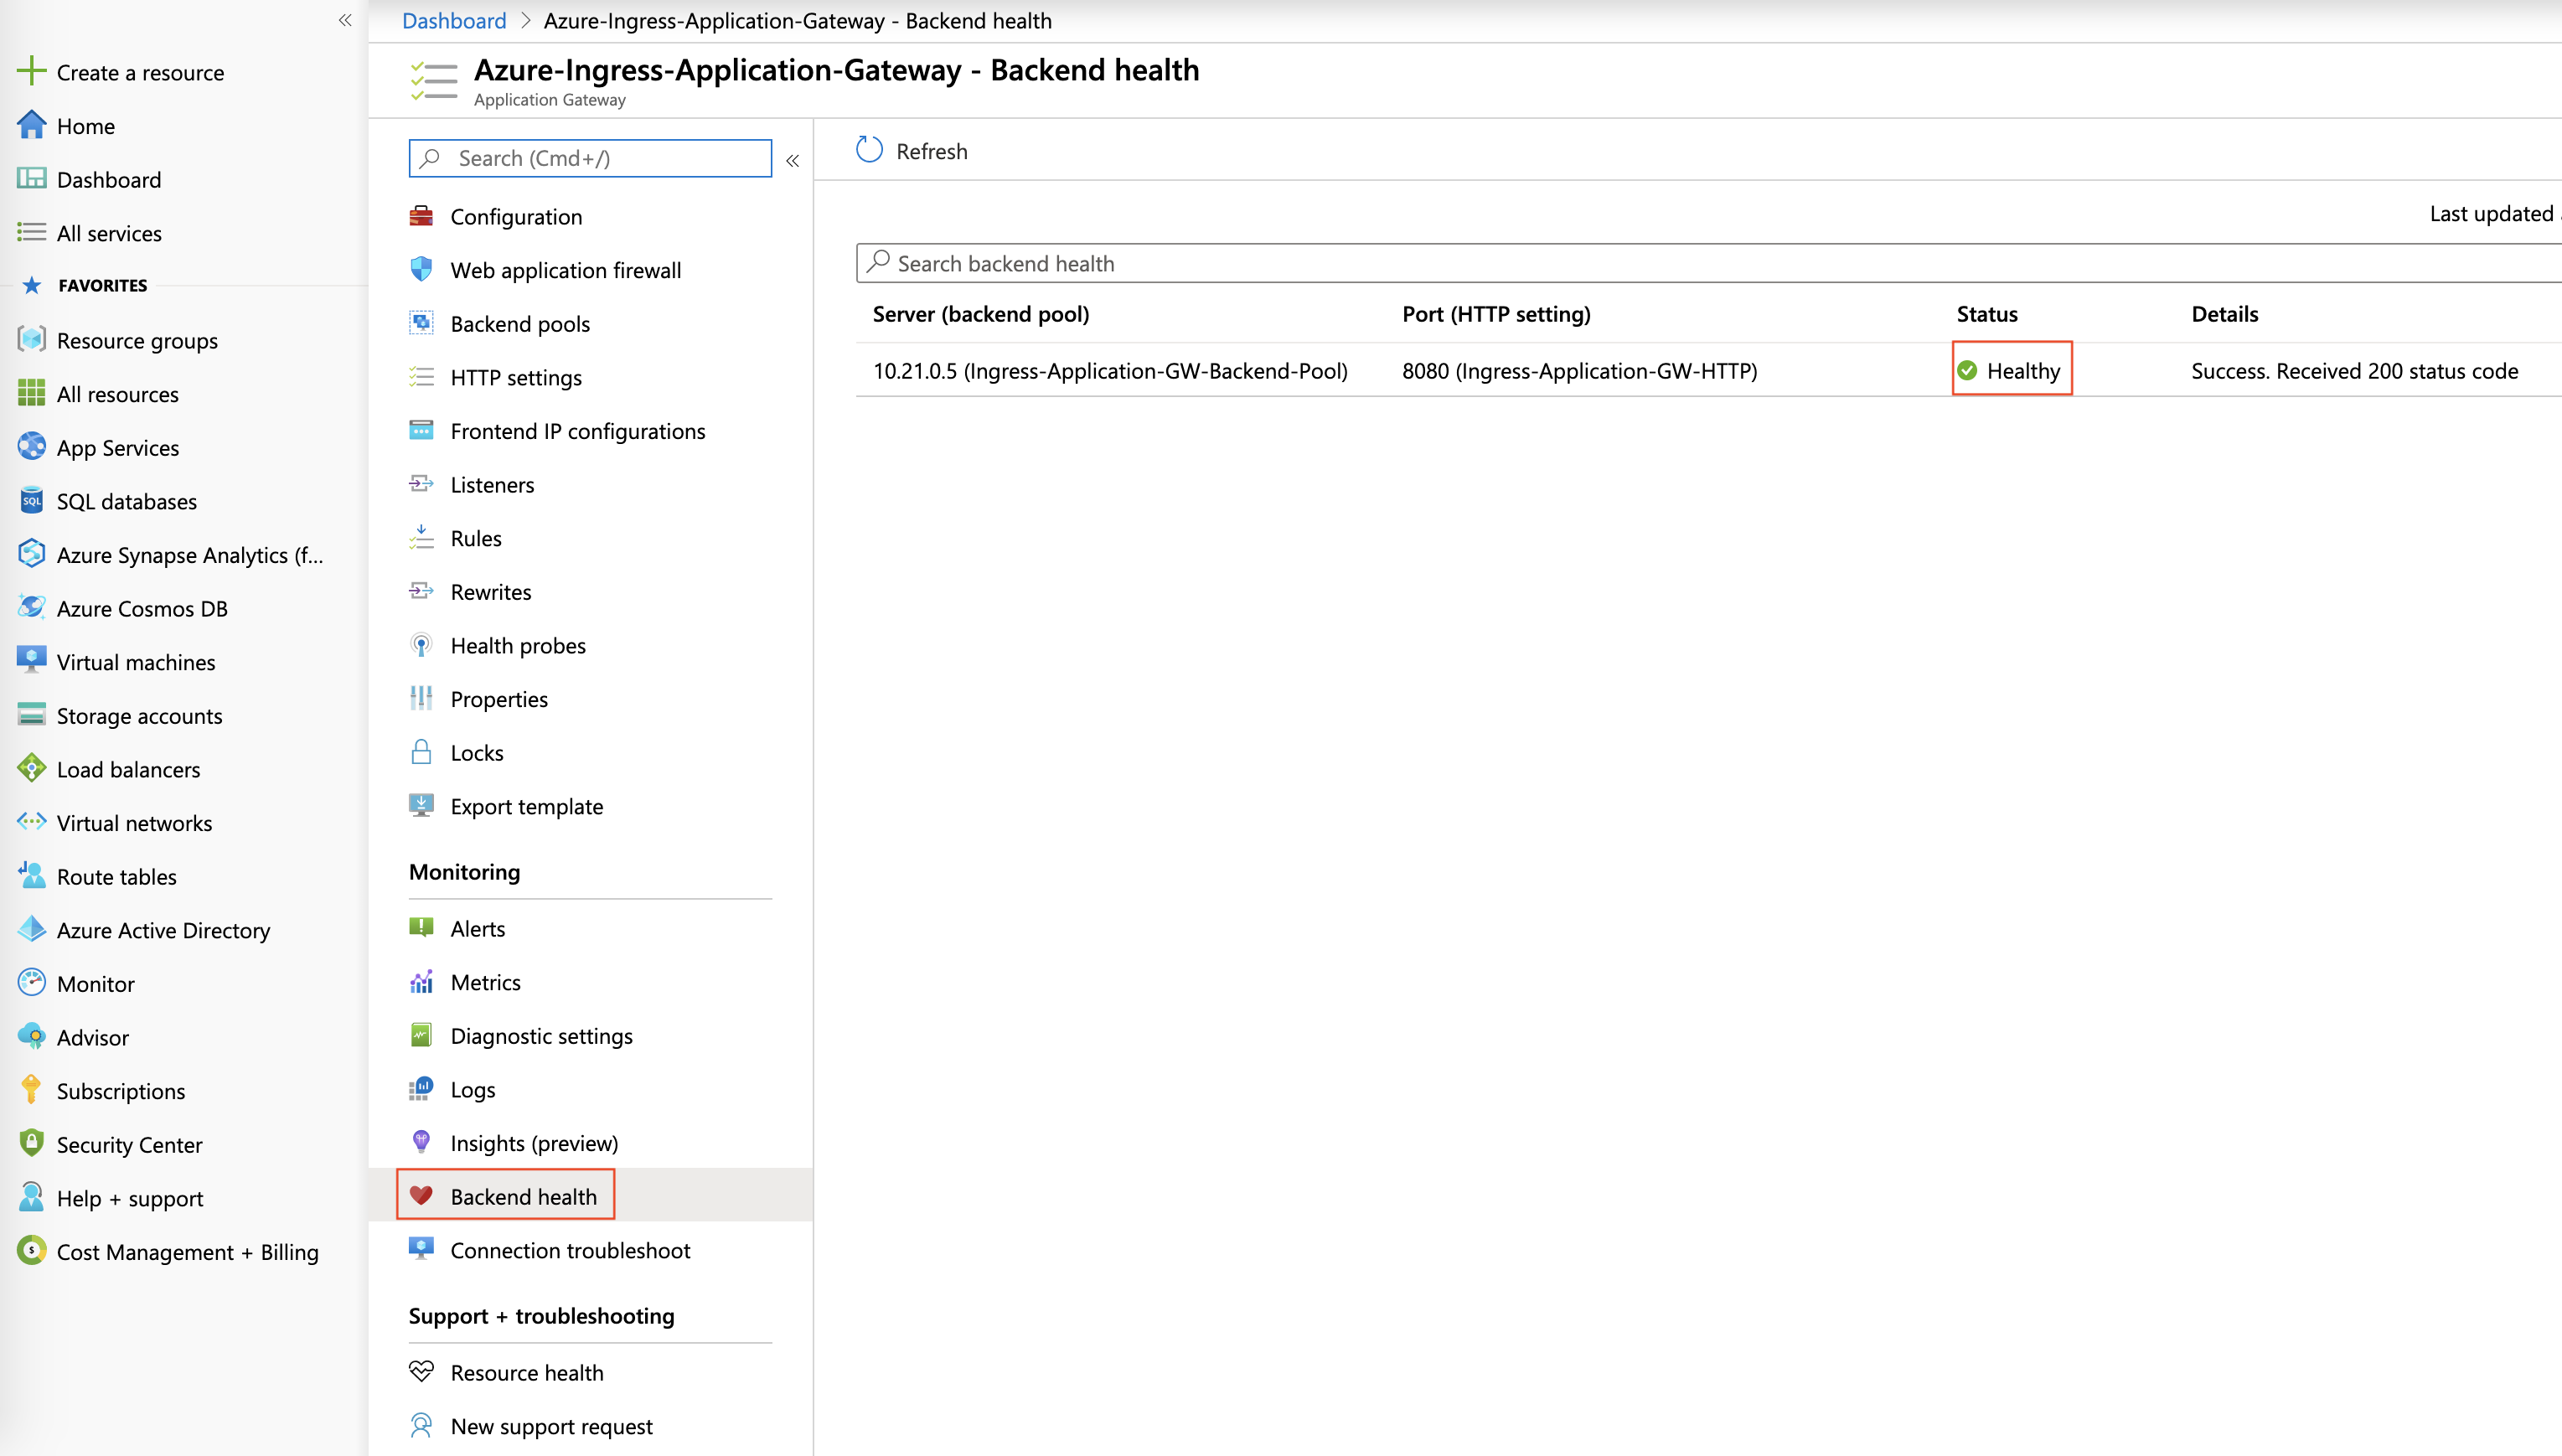 Dashboard > Azure-Ingress-Application-Gateway - Backend health
Azure-Ingress-Application-Gateway - Backend health
Application Gateway
Create a resource
Home
Dashboard
All services
FAVORITES
Resource groups
All resources
App Services
SQL databases
Azure Synapse Analytics (f...
Azure Cosmos DB
Virtual machines
Storage accounts
Load balancers
Virtual networks
Route tables
Azure Active Directory
Monitor
Advisor
Subscriptions
Security Center
Help + support
Cost Management + Billing
Search (Cmd+/)
Configuration
Web application firewall
Backend pools
HTTP settings
Frontend IP configurations
Listeners
Rules
Rewrites
Health probes
Properties
Locks
Export template
Monitoring
Alerts
Metrics
Diagnostic settings
Logs
Insights (preview)
Backend health
Connection troubleshoot
Support + troubleshooting
Resource health
New support request
Refresh
Last updated
Search backend health
Server (backend pool) Port (HTTP setting) Status Details
10.21.0.5 (Ingress-Application-GW-Backend-Pool) 8080 (Ingress-Application-GW-HTTP) Healthy Success. Received 200 status code